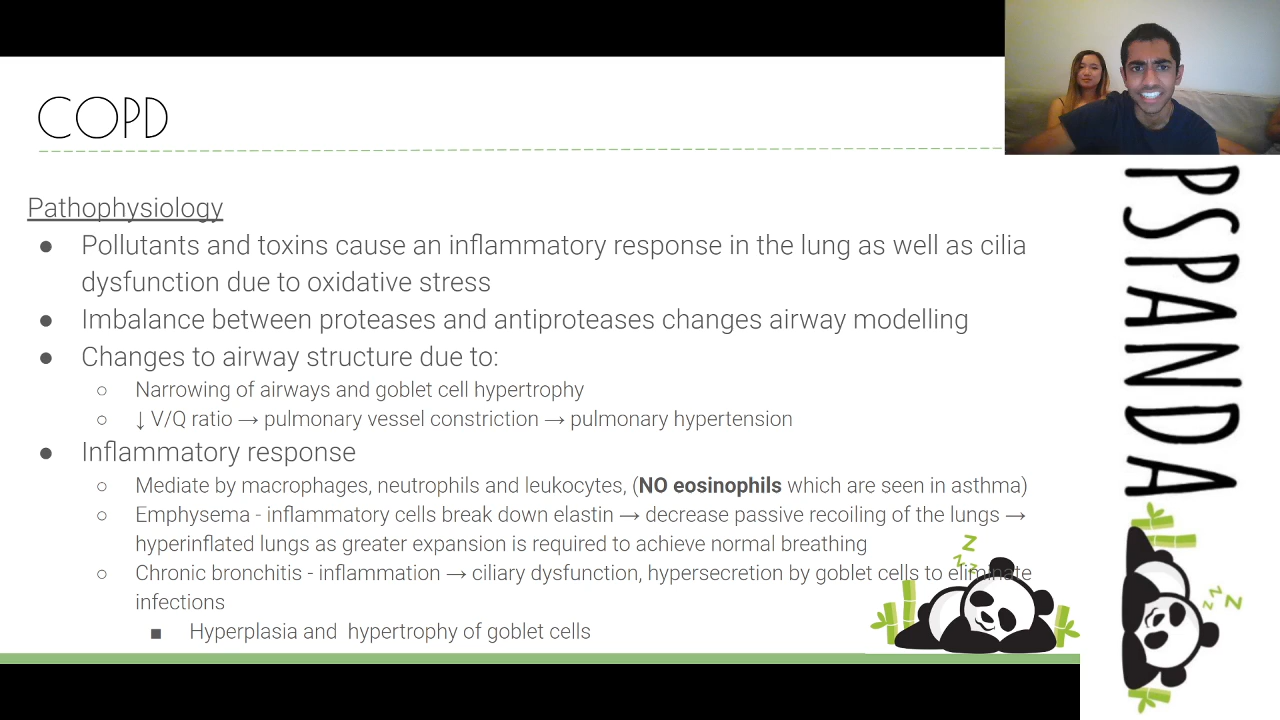 COPD
Pathophysiology
● Pollutants and toxins cause an inflammatory response in the lung as well as cilia
dysfunction due to oxidative stress
● Imbalance between proteases and antiproteases changes airway modelling
● Changes to airway structure due to:
○ Narrowing of airways and goblet cell hypertrophy
○ ↓ V/Q ratio → pulmonary vessel constriction → pulmonary hypertension
● Inflammatory response
○ Mediate by macrophages, neutrophils and leukocytes, (NO eosinophils which are seen in asthma)
○ Emphysema - inflammatory cells break down elastin → decrease passive recoiling of the lungs →
hyperinflated lungs as greater expansion is required to achieve normal breathing
○ Chronic bronchitis - inflammation → ciliary dysfunction, hypersecretion by goblet cells to eliminate
infections
■ Hyperplasia and hypertrophy of goblet cells
z z z
PSPANDA
z z z